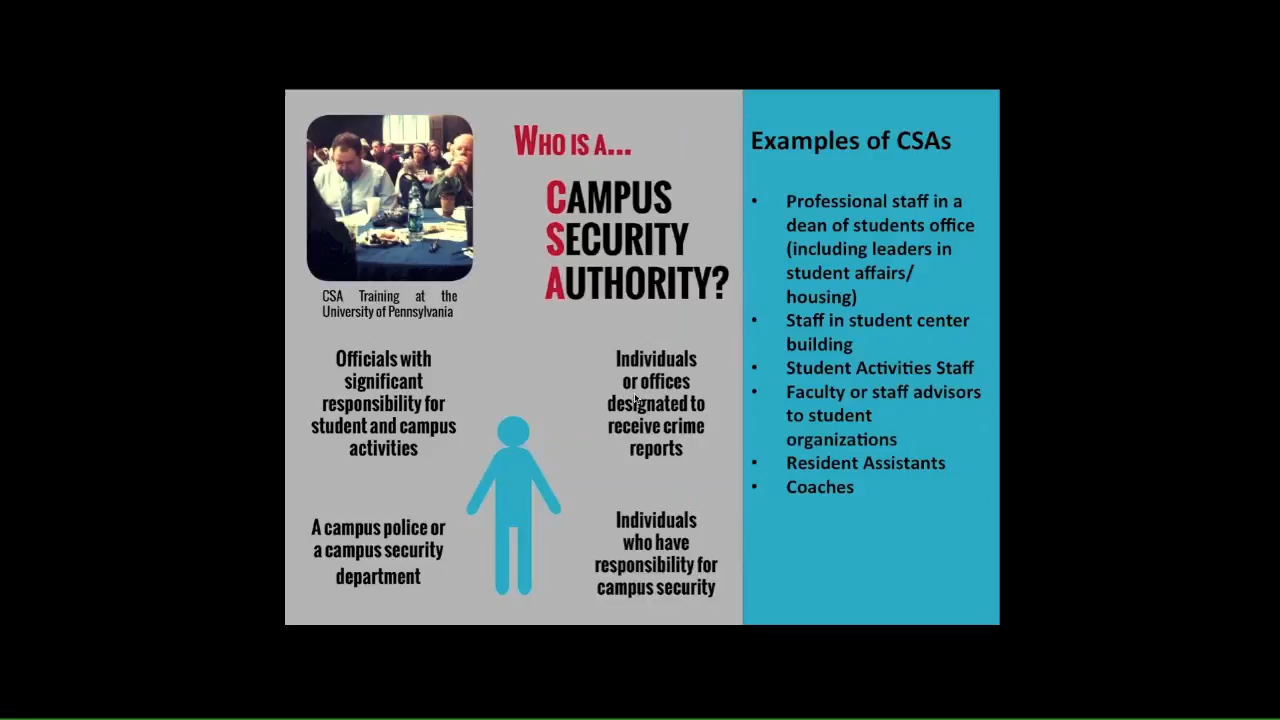 WHO IS A...
CAMPUS
SECURITY
AUTHORITY?
CSA Training at the
University of Pennsylvania
Officials with
significant
responsibility for
student and campus
activities
Individuals
or offices
designated to
receive crime
reports
A campus police or
a campus security
department
Individuals
who have
responsibility for
campus security
Examples of CSAs
• Professional staff in a
dean of students office
(including leaders in
student affairs/
housing)
• Staff in student center
building
• Student Activities Staff
• Faculty or staff advisors
to student
organizations
• Resident Assistants
• Coaches